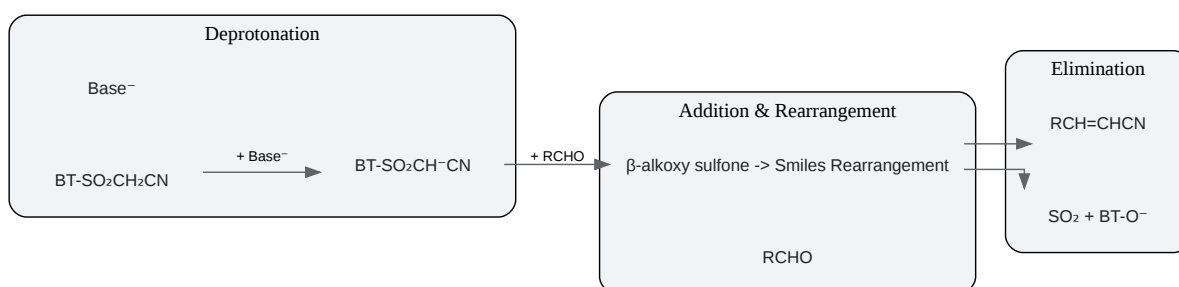 Deprotonation
Base⁻
BT-SO₂CH₂CN
+ Base⁻
BT-SO₂CH⁻CN
+ RCHO
Addition & Rearrangement
β-alkoxy sulfone -> Smiles Rearrangement
RCHO
Elimination
RCH=CHCN
SO₂ + BT-O⁻